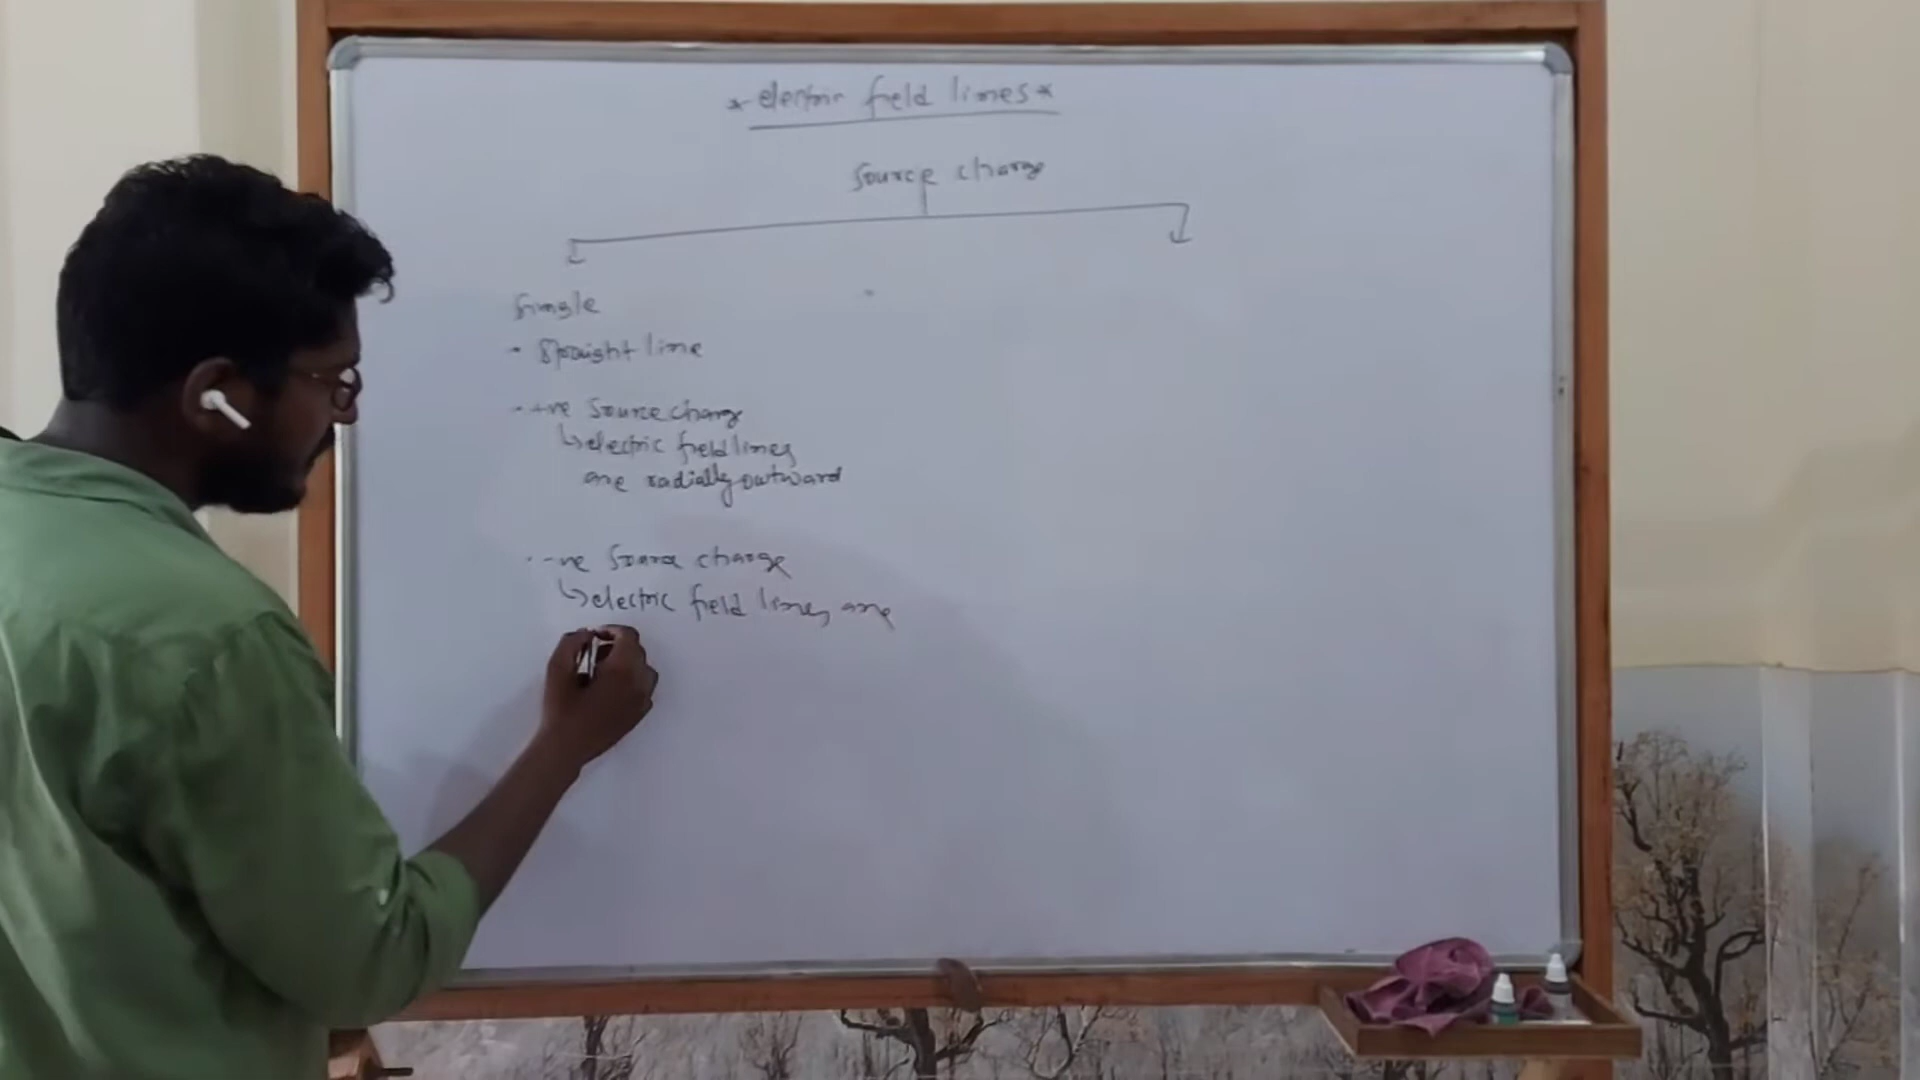 * electric field lines *
Source charge
Single
- Straight line
- +ve Source charge
↳ electric field lines
are radially outward
- -ve Source charge
↳ electric field lines are